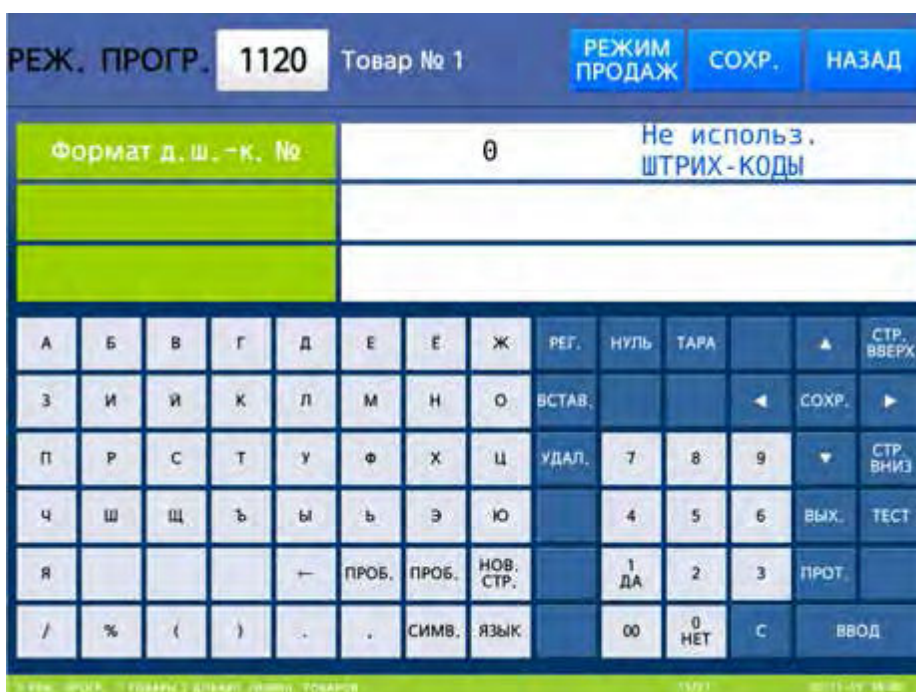 РЕЖ. ПРОГР. 1120 Товар № 1 РЕЖИМ ПРОДАЖ СОХР. НАЗАД
Формат д.ш.-к. № 0 Не использ.
ШТРИХ-КОДЫ
А Б В Г Д Е Ё Ж РЕГ. НУЛЬ ТАРА ▲ СТР. ВВЕРХ
З И Й К Л М Н О ВСТАВ. ◄ СОХР. ►
П Р С Т У Ф Х Ц УДАЛ. 7 8 9 ▼ СТР. ВНИЗ
Ч Ш Щ Ъ Ы Ь Э Ю 4 5 6 ВЫХ. ТЕСТ
Я ← ПРОБ. ПРОБ. НОВ. СТР. 1 ДА 2 3 ПРОТ.
/ % ( ) . . СИМВ. ЯЗЫК 00 0 НЕТ С ВВОД